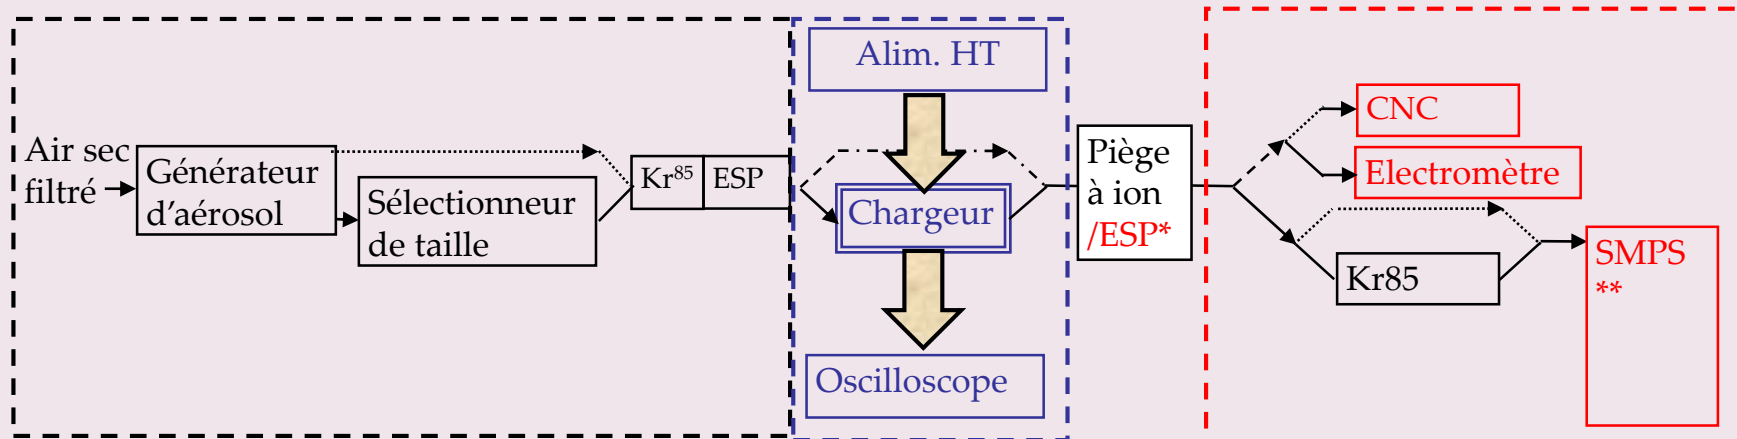 Air sec
filtré
Générateur
d'aérosol
Sélectionneur
de taille
Kr85
ESP
Alim. HT
Chargeur
Oscilloscope
Piège
à ion
/ESP*
CNC
Electromètre
Kr85
SMPS
**